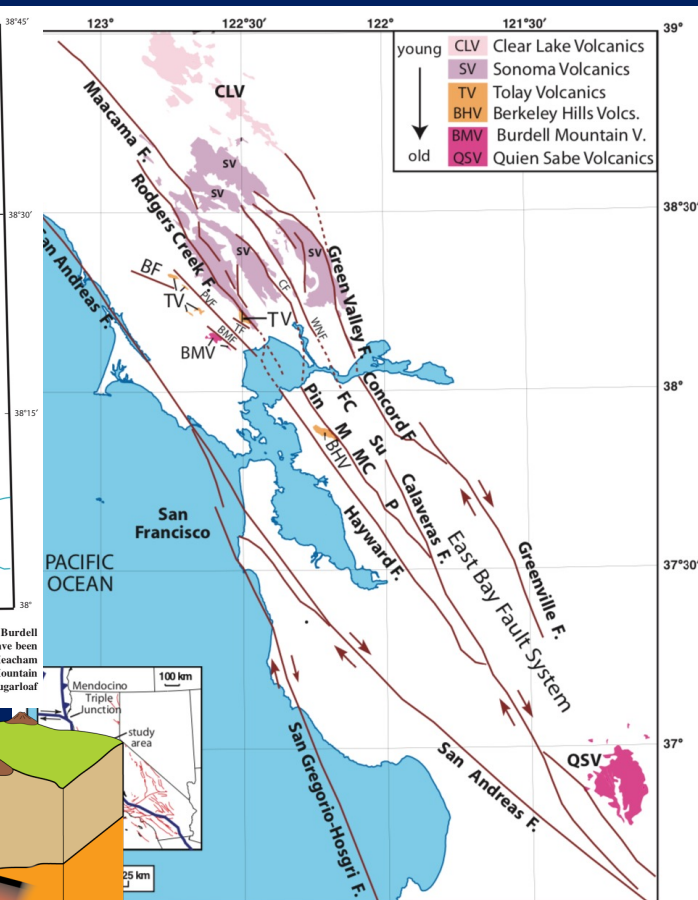 123°
122°30'
122°
121°30'
39°
38°45'
young
old
CLV Clear Lake Volcanics
SV Sonoma Volcanics
TV Tolay Volcanics
BHV Berkeley Hills Volcs.
BMV Burdell Mountain V.
QSV Quien Sabe Volcanics
CLV
Maacama F.
SV
SV
38°30'
38°30'
Rodgers Creek F.
San Andreas F.
SV
SV
Green Valley F.
BF
TV
PVF
CF
TV
TF
BMF
WNF
BMV
38°
Pin
FC
Concord F.
38°15'
M
Su
BHV
MC
Calaveras F.
P
San
Francisco
Hayward F.
East Bay Fault System
Greenville F.
PACIFIC
OCEAN
37°30'
38°
Burdell
ave been
Meacham
ountain
ugarloaf
100 km
Mendocino
Triple
Junction
study
area
San Gregorio-Hosgri F.
San Andreas F.
37°
QSV
25 km